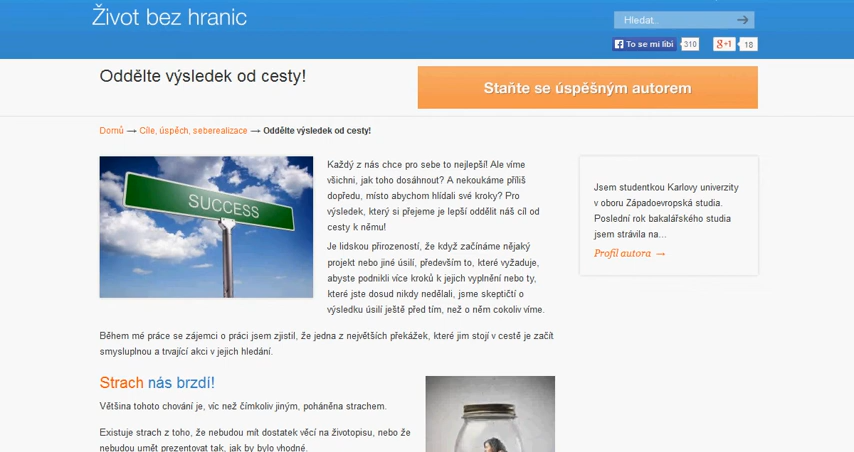 Život bez hranic
Hledat..
To se mi líbí 310
+1 18
Oddělte výsledek od cesty!
Staňte se úspěšným autorem
Domů → Cíle, úspěch, seberealizace → Oddělte výsledek od cesty!
SUCCESS
Každý z nás chce pro sebe to nejlepší! Ale víme
všichni, jak toho dosáhnout? A nekoukáme příliš
dopředu, místo abychom hlídali své kroky? Pro
výsledek, který si přejeme je lepší oddělit náš cíl od
cesty k němu!
Je lidskou přirozeností, že když začínáme nějaký
projekt nebo jiné úsilí, především to, které vyžaduje,
abyste podnikli více kroků k jejich vyplnění nebo ty,
které jste dosud nikdy nedělali, jsme skeptičtí o
výsledku úsilí ještě před tím, než o něm cokoliv víme.
Jsem studentkou Karlovy univerzity
v oboru Západoevropská studia.
Poslední rok bakalářského studia
jsem strávila na...
Profil autora →
Během mé práce se zájemci o práci jsem zjistil, že jedna z největších překážek, které jim stojí v cestě je začít
smysluplnou a trvající akci v jejich hledání.
Strach nás brzdí!
Většina tohoto chování je, víc než čímkoliv jiným, poháněna strachem.
Existuje strach z toho, že nebudou mít dostatek věcí na životopisu, nebo že
nebudou umět prezentovat tak, jak by bylo vhodné.